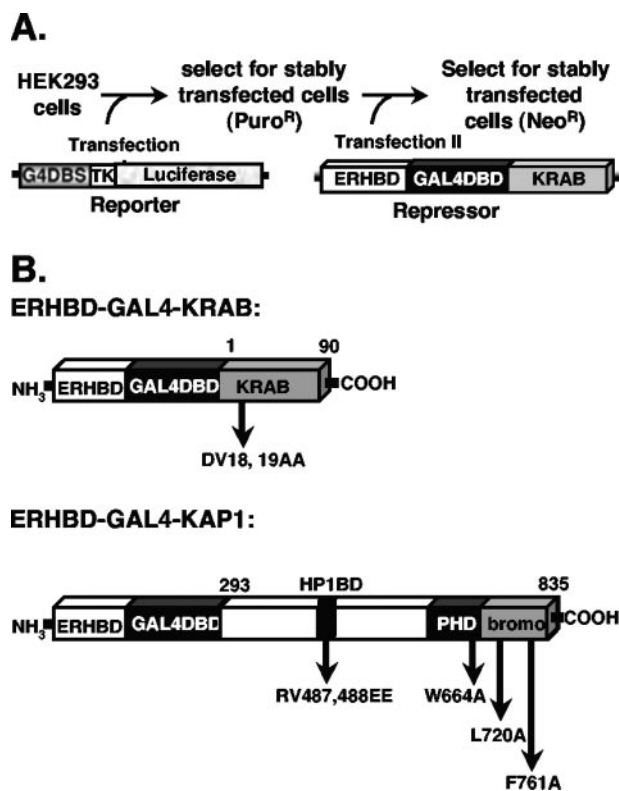 A.
HEK293 cells
select for stably transfected cells (Puro^R)
Select for stably transfected cells (Neo^R)
Transfection
Transfection II
G4DBS TK Luciferase
Reporter
ERHBD GAL4DBD KRAB
Repressor
B.
ERHBD-GAL4-KRAB:
1 90
NH3 ERHBD GAL4DBD KRAB COOH
DV18, 19AA
ERHBD-GAL4-KAP1:
293 HP1BD 835
NH3 ERHBD GAL4DBD PHD bromo COOH
RV487,488EE W664A
L720A
F761A